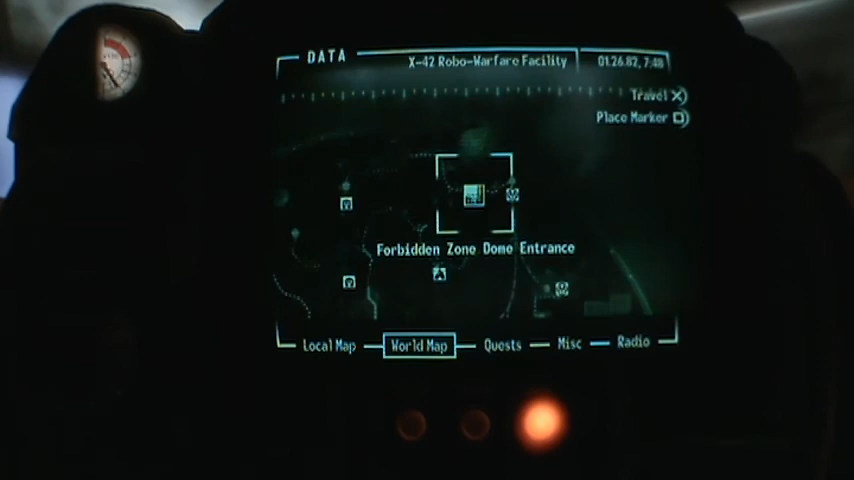 DATA
X-42 Robo-Warfare Facility
01.26.82, 7:48
Travel X)
Place Marker
Forbidden Zone Dome Entrance
Local Map
World Map
Quests
Misc
Radio